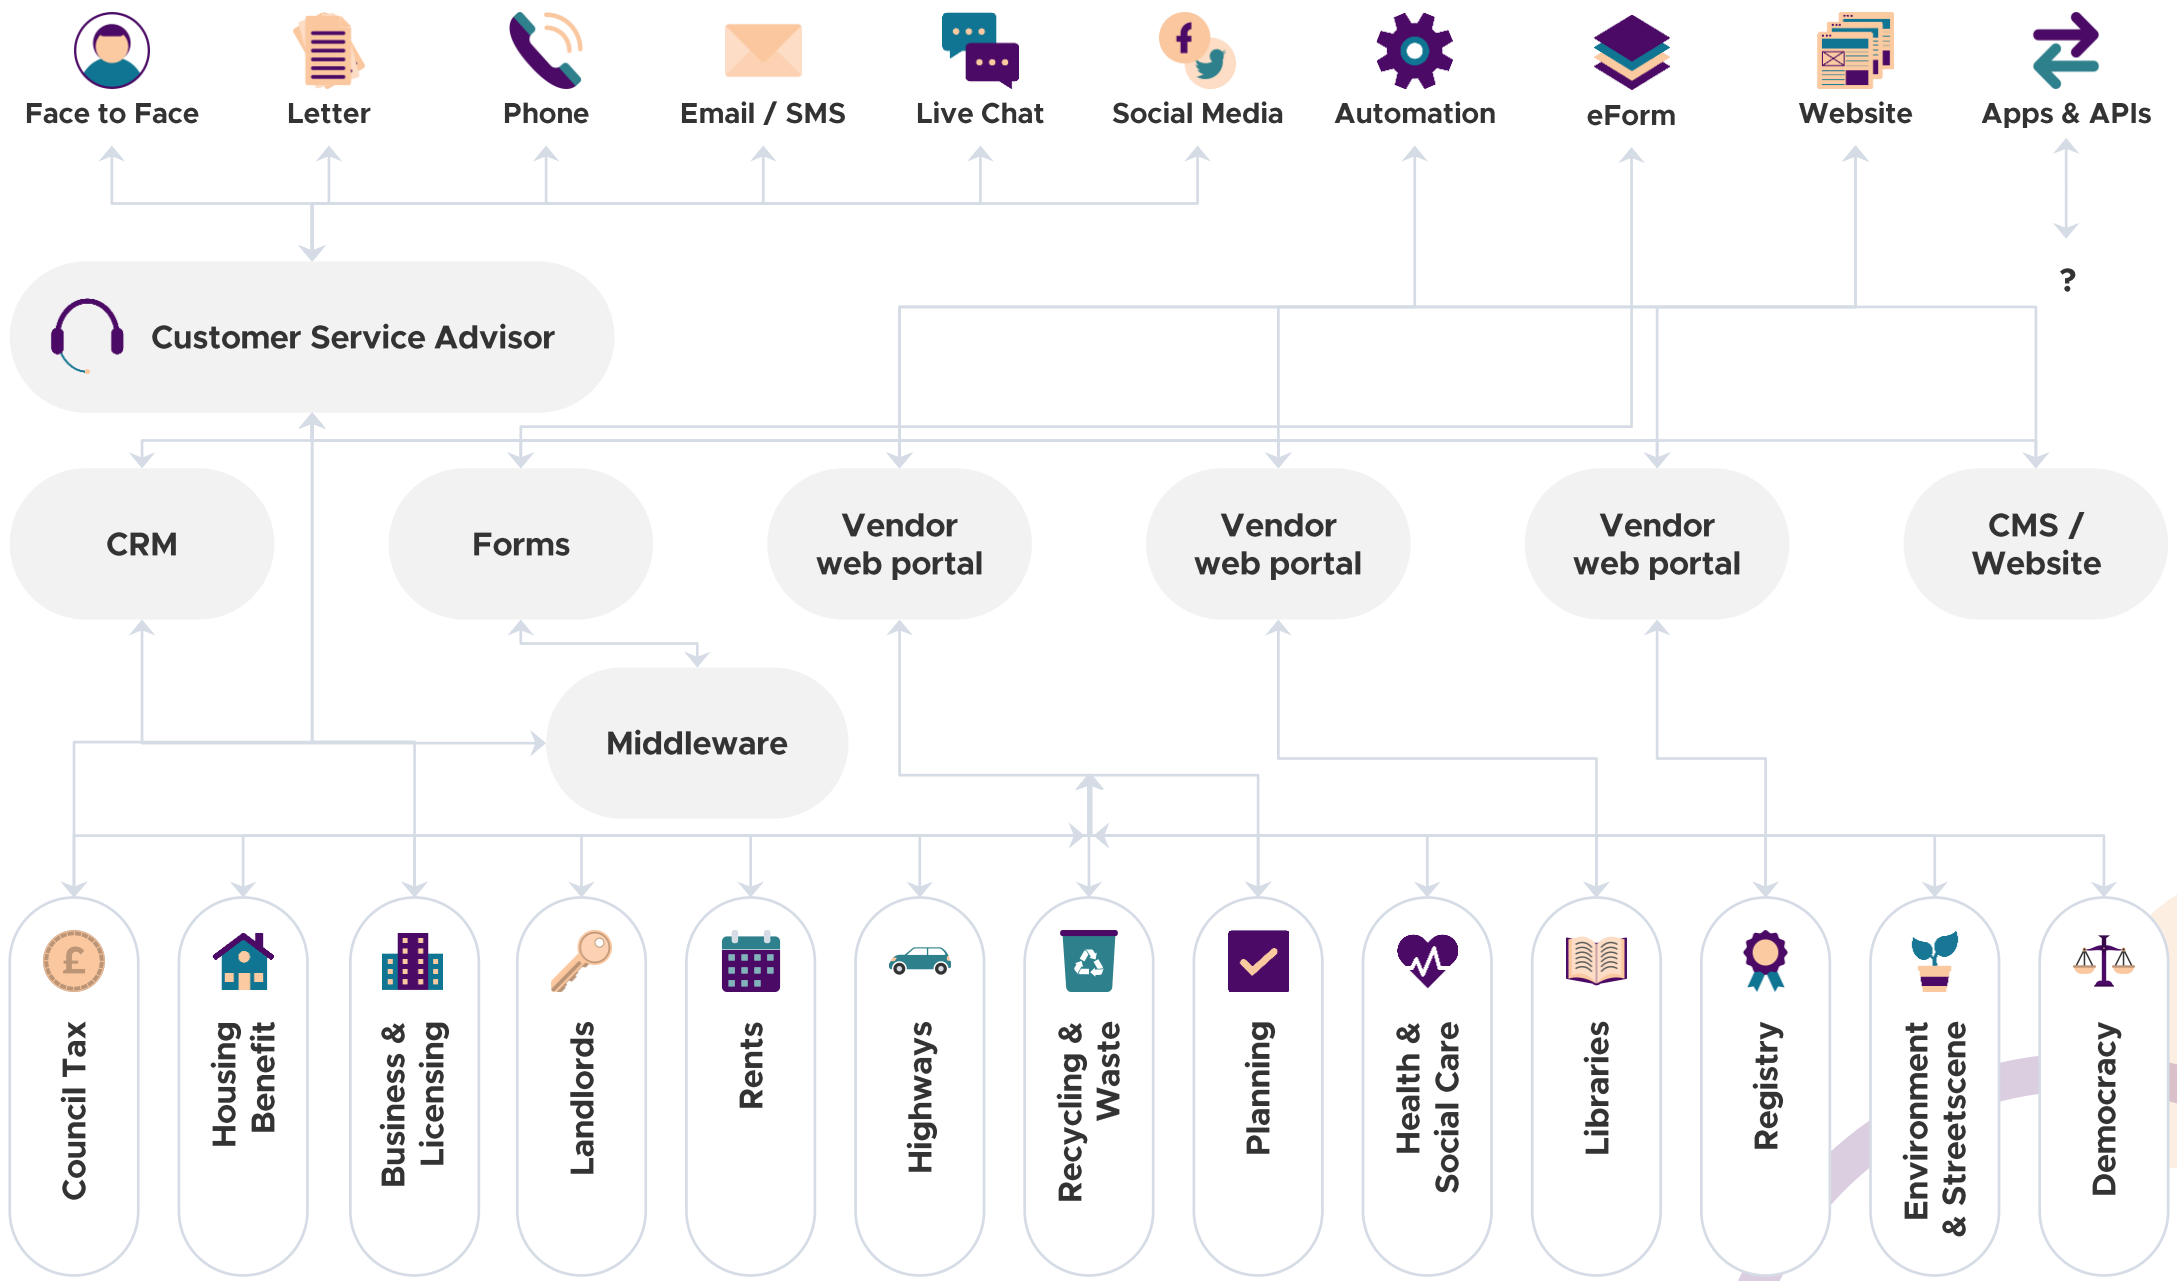 Face to Face
Letter
Phone
Email / SMS
Live Chat
Social Media
Automation
eForm
Website
Apps & APIs
?
Customer Service Advisor
CRM
Forms
Vendor
web portal
Vendor
web portal
Vendor
web portal
CMS /
Website
Middleware
£
Council Tax
Housing
Benefit
Business &
Licensing
Landlords
Rents
Highways
Recycling &
Waste
Planning
Health &
Social Care
Libraries
Registry
Environment
& Streetscene
Democracy